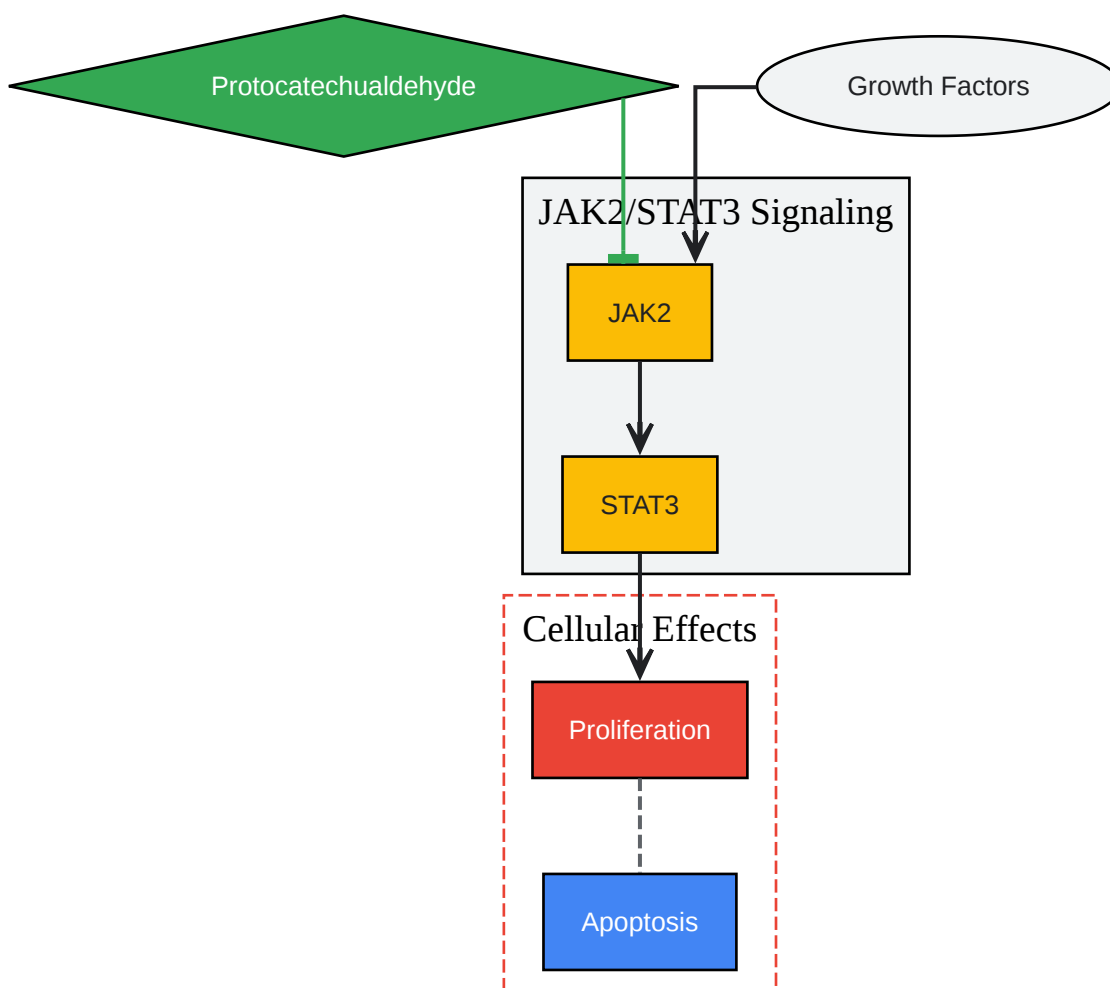 Protocatechualdehyde
Growth Factors
JAK2/STAT3 Signaling
JAK2
STAT3
Cellular Effects
Proliferation
Apoptosis